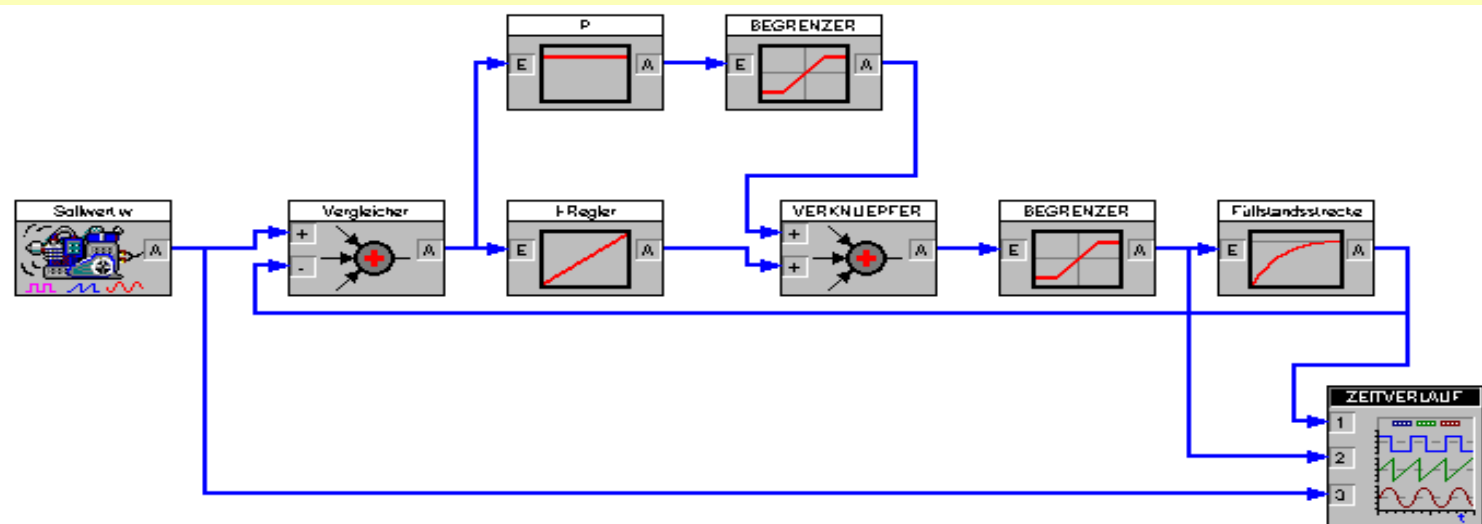 P
BEGRENZER
E
A
E
A
Sollwert w
Vergleicher
I-Regler
VERKNUEPFER
BEGRENZER
Füllstandsstrecke
A
+
-
A
E
A
+
+
A
E
A
E
A
ZEITVERLAUF
1
2
3
t